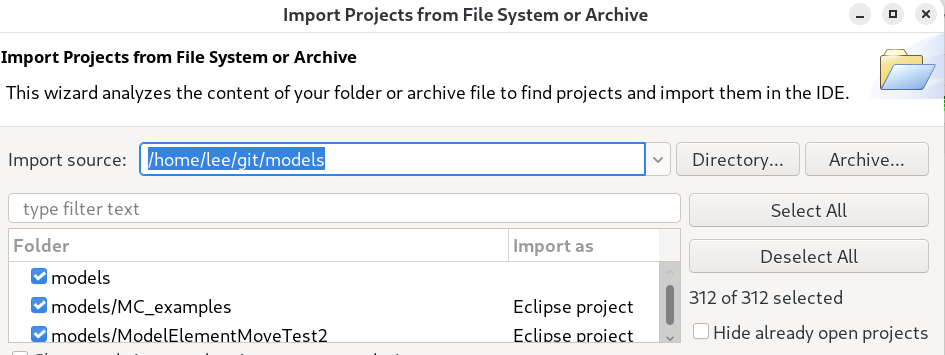 Import Projects from File System or Archive
Import Projects from File System or Archive
This wizard analyzes the content of your folder or archive file to find projects and import them in the IDE.
Import source: /home/lee/git/models Directory... Archive...
type filter text
Select All
Folder Import as
Deselect All
models
models/MC_examples Eclipse project
312 of 312 selected
models/ModelElementMoveTest2 Eclipse project
Hide already open projects